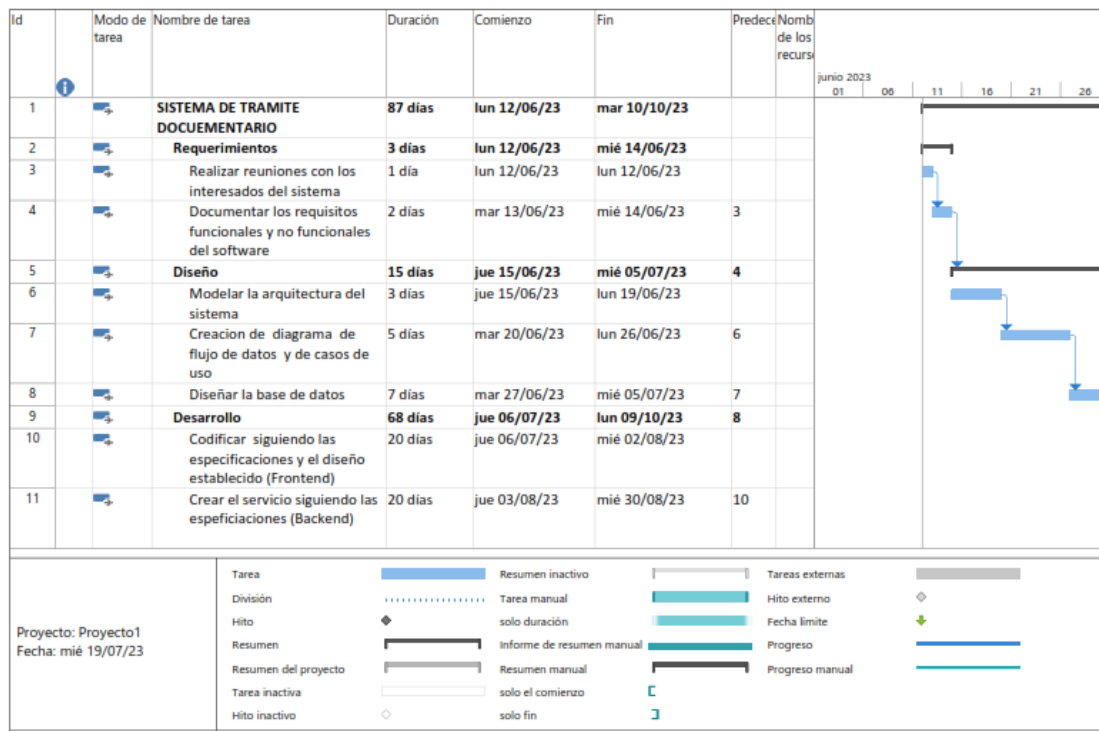 Id Modo de Nombre de tarea Duración Comienzo Fin Predece Nomb
tarea de los
recurso
junio 2023
01 06 11 16 21 26
1 SISTEMA DE TRAMITE 87 días lun 12/06/23 mar 10/10/23
DOCUEMENTARIO
2 Requerimientos 3 días lun 12/06/23 mié 14/06/23
3 Realizar reuniones con los 1 día lun 12/06/23 lun 12/06/23
interesados del sistema
4 Documentar los requisitos 2 días mar 13/06/23 mié 14/06/23 3
funcionales y no funcionales
del software
5 Diseño 15 días jue 15/06/23 mié 05/07/23 4
6 Modelar la arquitectura del 3 días jue 15/06/23 lun 19/06/23
sistema
7 Creacion de diagrama de 5 días mar 20/06/23 lun 26/06/23 6
flujo de datos y de casos de
uso
8 Diseñar la base de datos 7 días mar 27/06/23 mié 05/07/23 7
9 Desarrollo 68 días jue 06/07/23 lun 09/10/23 8
10 Codificar siguiendo las 20 días jue 06/07/23 mié 02/08/23
especificaciones y el diseño
establecido (Frontend)
11 Crear el servicio siguiendo las 20 días jue 03/08/23 mié 30/08/23 10
espeficiaciones (Backend)
Proyecto: Proyecto1
Fecha: mié 19/07/23
Tarea Resumen inactivo Tareas externas
División Tarea manual Hito externo
Hito solo duración Fecha límite
Resumen Informe de resumen manual Progreso
Resumen del proyecto Resumen manual Progreso manual
Tarea inactiva solo el comienzo
Hito inactivo solo fin